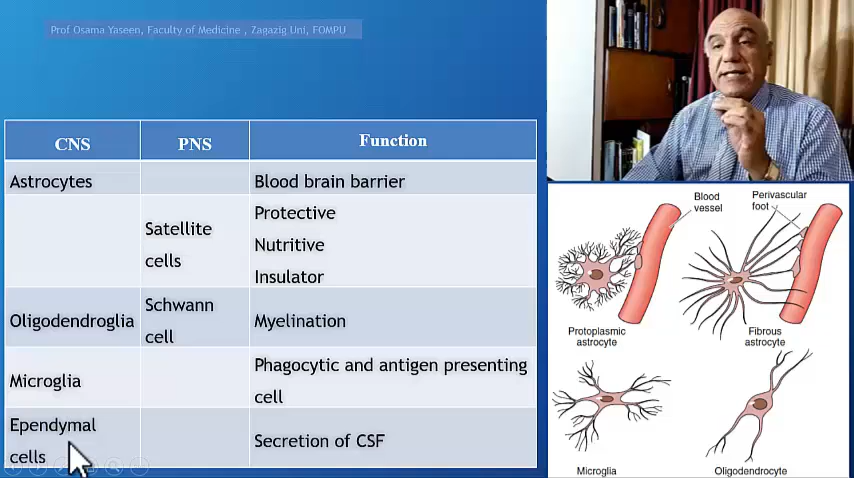 Prof Osama Yaseen, Faculty of Medicine , Zagazig Uni, FOMPU
CNS
PNS
Function
Astrocytes
Blood brain barrier
Satellite
cells
Protective
Nutritive
Insulator
Oligodendroglia
Schwann
cell
Myelination
Microglia
Phagocytic and antigen presenting
cell
Ependymal
cells
Secretion of CSF
Blood
vessel
Perivascular
foot
Protoplasmic
astrocyte
Fibrous
astrocyte
Microglia
Oligodendrocyte